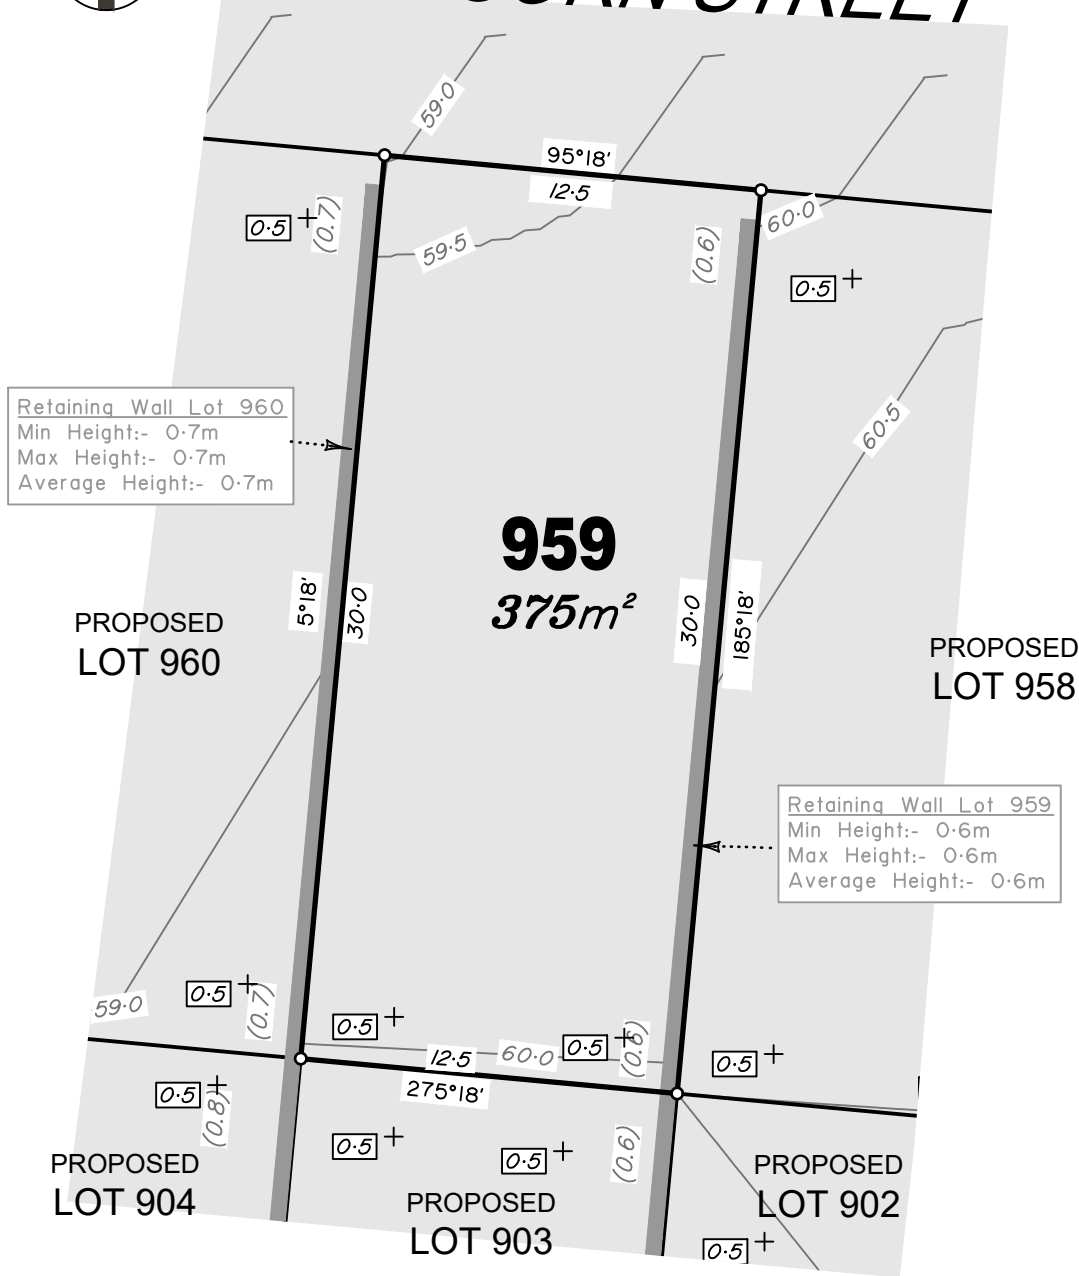 STREET
59·0
95°18'
12·5
0·5
(0.7)
59·5
(0.6)
60·0
0·5
Retaining Wall Lot 960
Min Height:- 0·7m
Max Height:- 0·7m
Average Height:- 0·7m
60·5
959
375m²
5°18'
30·0
30·0
185°18'
PROPOSED
LOT 960
PROPOSED
LOT 958
Retaining Wall Lot 959
Min Height:- 0·6m
Max Height:- 0·6m
Average Height:- 0·6m
59·0
0·5
(0.7)
0·5
0·5
(0.6)
0·5
12·5
60·0
275°18'
0·5
(0.8)
0·5
0·5
(0.6)
PROPOSED
LOT 904
PROPOSED
LOT 903
PROPOSED
LOT 902
0·5